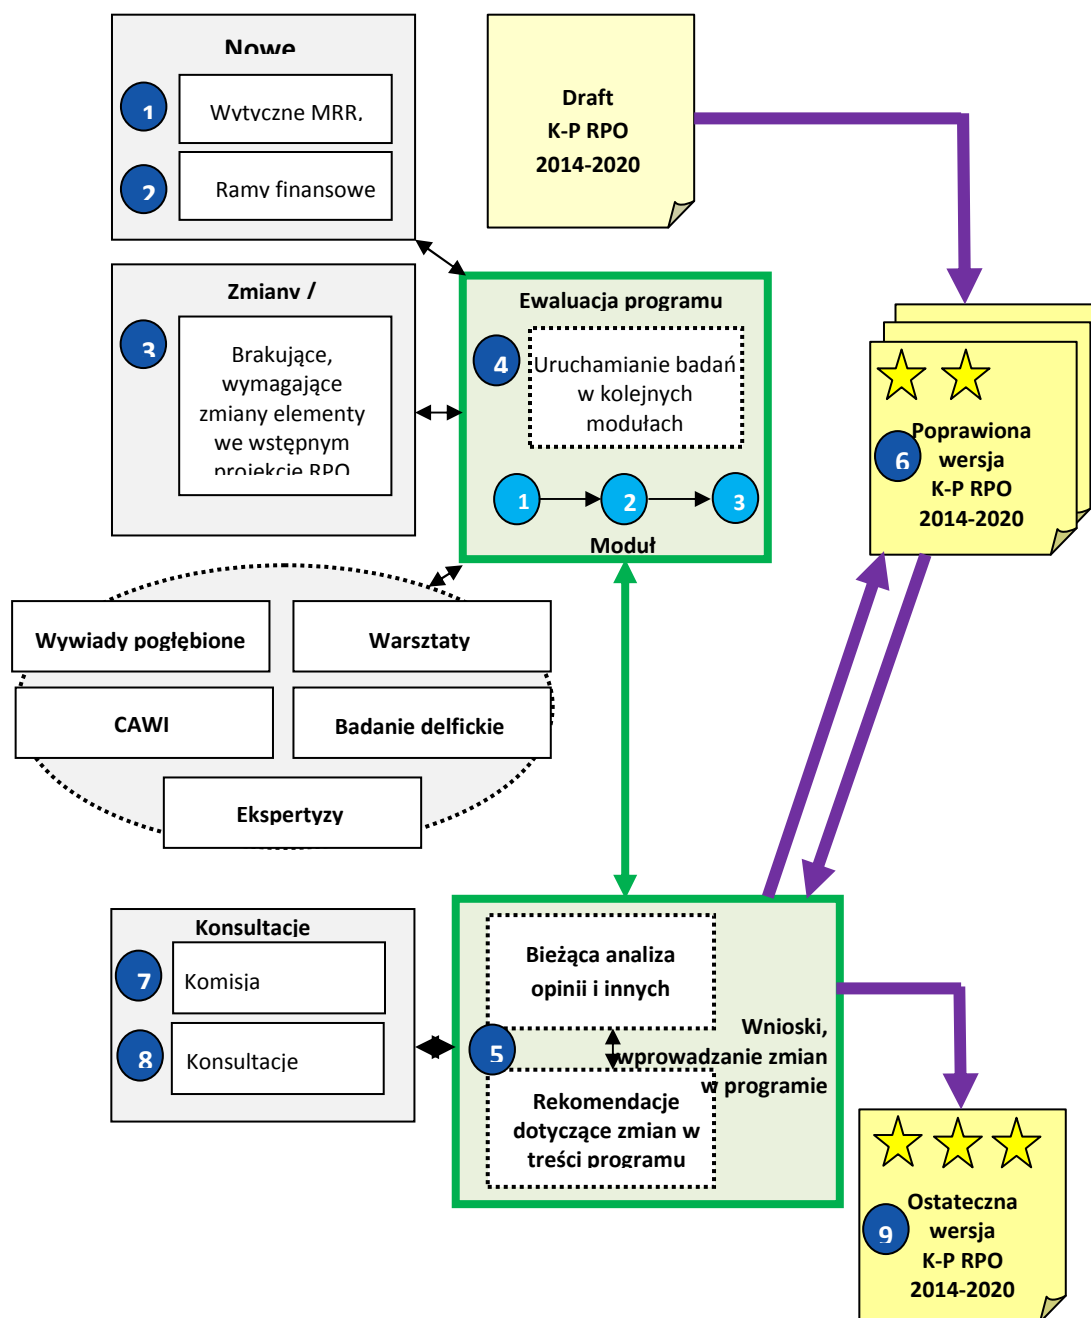 Nowe
1
Wytyczne MRR,
2
Ramy finansowe
Draft
K-P RPO
2014-2020
Zmiany /
3
Brakujące,
wymagające
zmiany elementy
we wstępnym
projekcie RPO
Ewaluacja programu
4
Uruchamianie badań
w kolejnych
modułach
1
2
3
Moduł
6
Poprawiona
wersja
K-P RPO
2014-2020
Wywiady pogłębione
Warsztaty
CAWI
Badanie delfickie
Ekspertyzy
Konsultacje
7
Komisja
8
Konsultacje
Bieżąca analiza
opinii i innych
5
Wnioski,
wprowadzanie zmian
w programie
Rekomendacje
dotyczące zmian w
treści programu
9
Ostateczna
wersja
K-P RPO
2014-2020